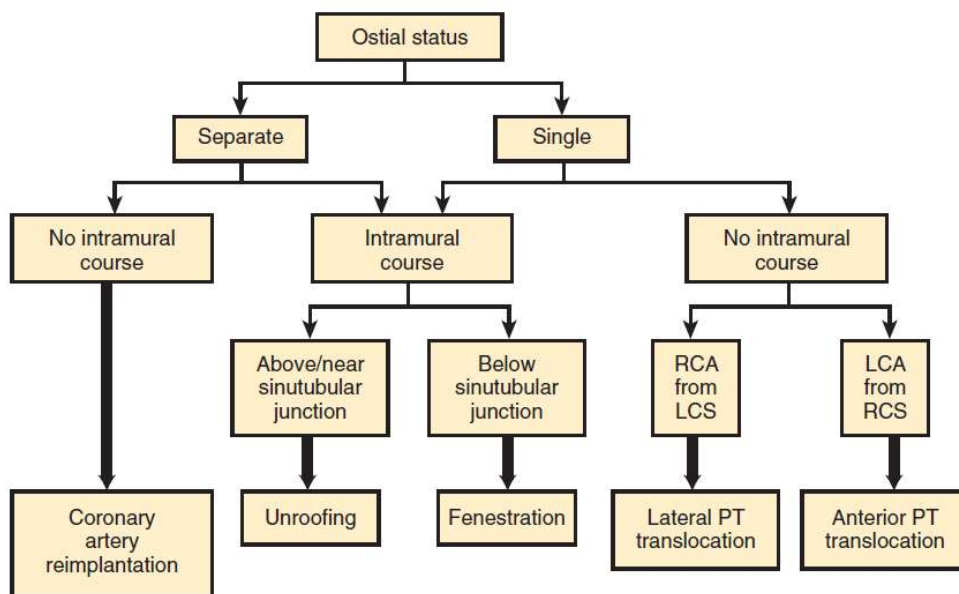 Ostial status
Separate
Single
No intramural
course
Intramural
course
No intramural
course
Above/near
sinutubular
junction
Below
sinutubular
junction
RCA
from
LCS
LCA
from
RCS
Coronary
artery
reimplantation
Unroofing
Fenestration
Lateral PT
translocation
Anterior PT
translocation